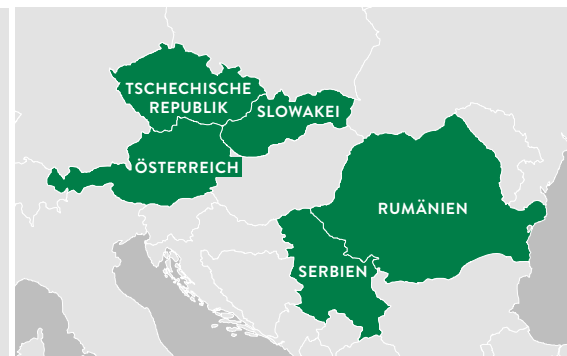 TSCHECHISCHE
REPUBLIK
SLOWAKEI
ÖSTERREICH
RUMÄNIEN
SERBIEN